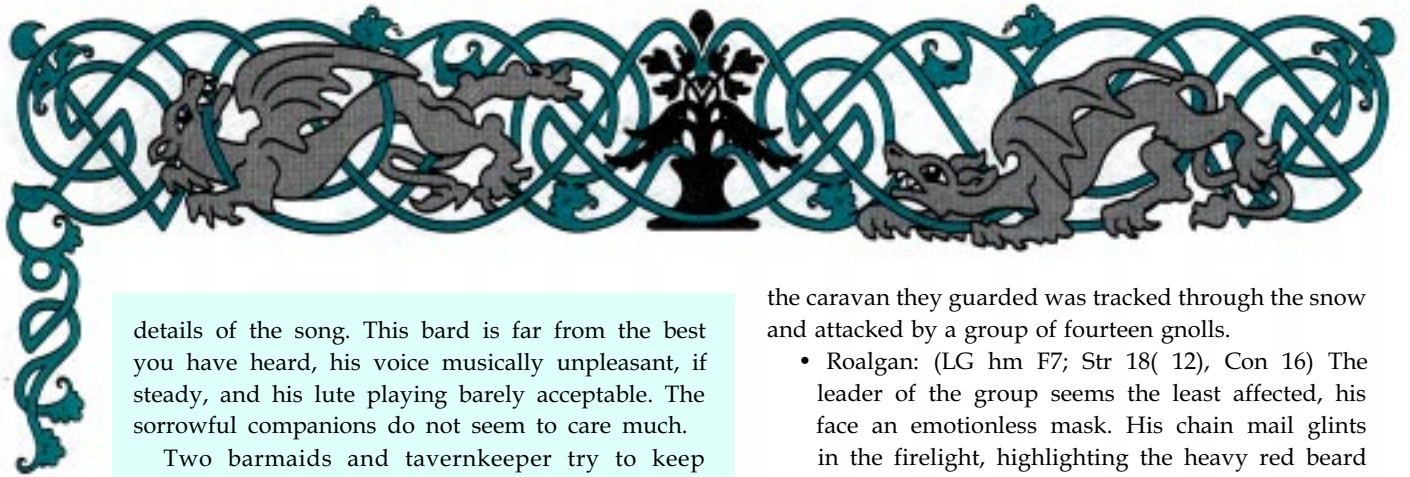 details of the song. This bard is far from the best
you have heard, his voice musically unpleasant, if
steady, and his lute playing barely acceptable. The
sorrowful companions do not seem to care much.
Two barmaids and tavernkeeper try to keep
the caravan they guarded was tracked through the snow
and attacked by a group of fourteen gnolls.
• Roalgan: (LG hm F7; Str 18( 12), Con 16) The
leader of the group seems the least affected, his
face an emotionless mask. His chain mail glints
in the firelight, highlighting the heavy red beard